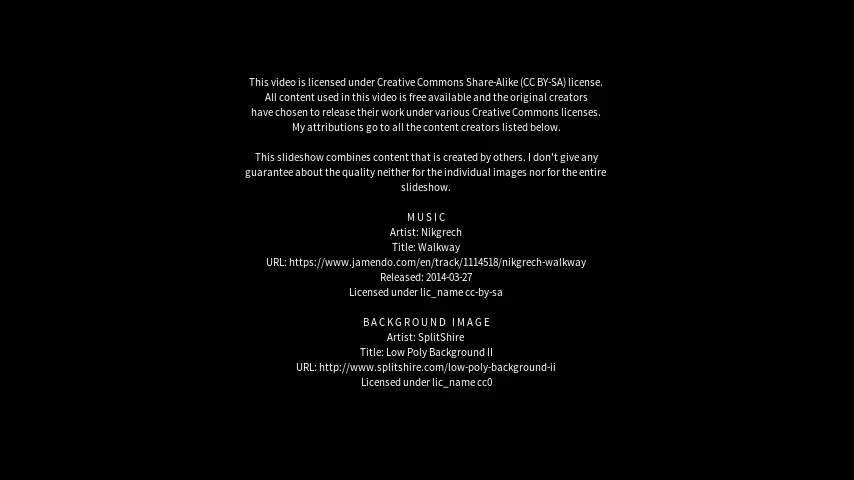 This video is licensed under Creative Commons Share-Alike (CC BY-SA) license.
All content used in this video is free available and the original creators
have chosen to release their work under various Creative Commons licenses.
My attributions go to all the content creators listed below.
This slideshow combines content that is created by others. I don't give any
guarantee about the quality neither for the individual images nor for the entire
slideshow.
MUSIC
Artist: Nikgrech
Title: Walkway
URL: https://www.jamendo.com/en/track/1114518/nikgrech-walkway
Released: 2014-03-27
Licensed under lic_name cc-by-sa
BACKGROUND IMAGE
Artist: SplitShire
Title: Low Poly Background II
URL: http://www.splitshire.com/low-poly-background-ii
Licensed under lic_name cc0